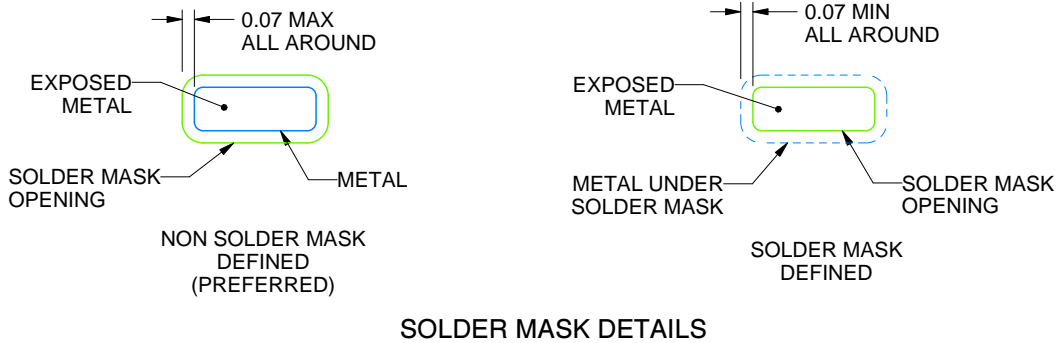 0.07 MAX
ALL AROUND
EXPOSED
METAL
SOLDER MASK
OPENING
METAL
NON SOLDER MASK
DEFINED
(PREFERRED)
0.07 MIN
ALL AROUND
EXPOSED
METAL
METAL UNDER
SOLDER MASK
SOLDER MASK
OPENING
SOLDER MASK
DEFINED
SOLDER MASK DETAILS